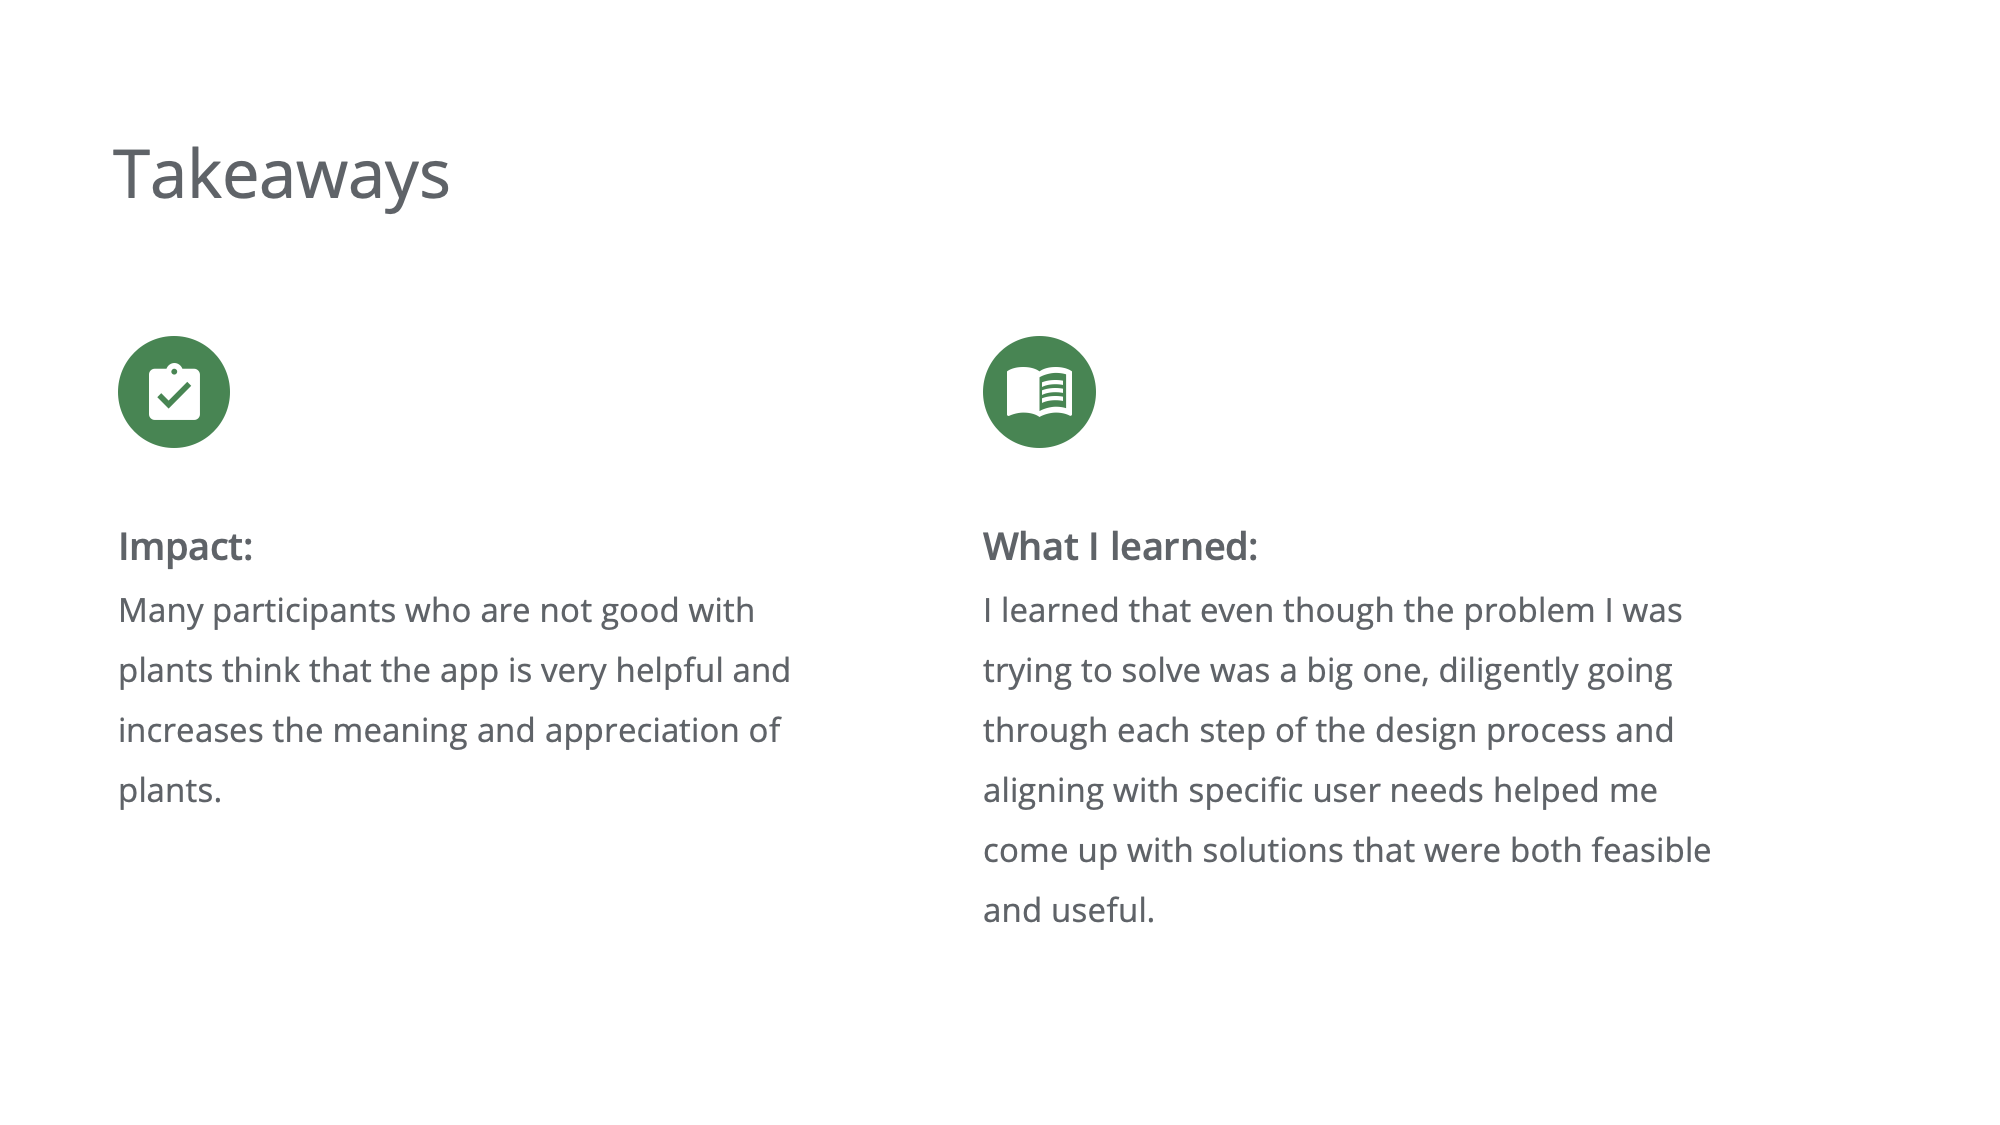 Takeaways
Impact:
Many participants who are not good with
plants think that the app is very helpful and
increases the meaning and appreciation of
plants.
What I learned:
I learned that even though the problem I was
trying to solve was a big one, diligently going
through each step of the design process and
aligning with specific user needs helped me
come up with solutions that were both feasible
and useful.